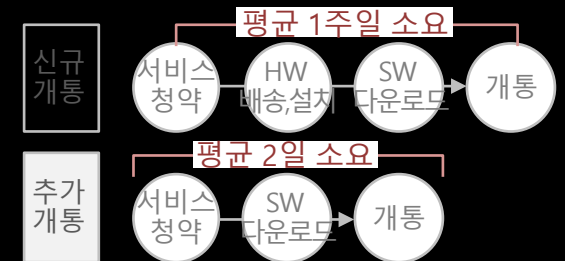 평균 1주일 소요
신규
개통
서비스
청약
HW
배송,설치
SW
다운로드
개통
평균 2일 소요
추가
개통
서비스
청약
SW
다운로드
개통